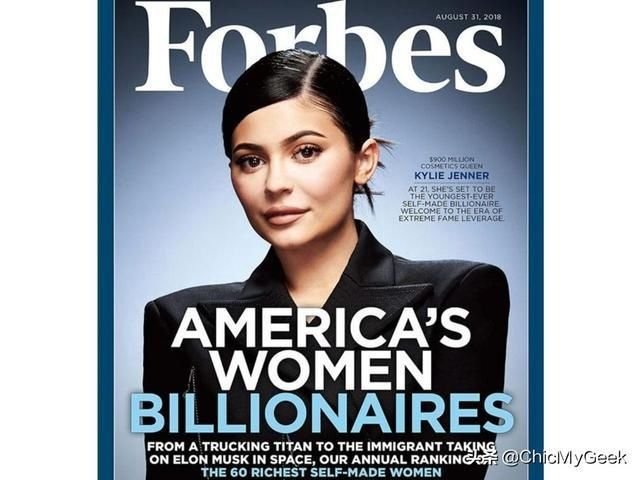 AUGUST 31, 2018
Forbes
$900 MILLION
COSMETICS QUEEN
KYLIE JENNER
AT 21, SHE'S SET TO BE
THE YOUNGEST-EVER
SELF-MADE BILLIONAIRE.
WELCOME TO THE ERA OF
EXTREME FAME LEVERAGE.
AMERICA'S
WOMEN
BILLIONAIRES
FROM A TRUCKING TITAN TO THE IMMIGRANT TAKING
ON ELON MUSK IN SPACE, OUR ANNUAL RANKING
THE 60 RICHEST SELF-MADE WOMEN
头条 @ChicMyGeek